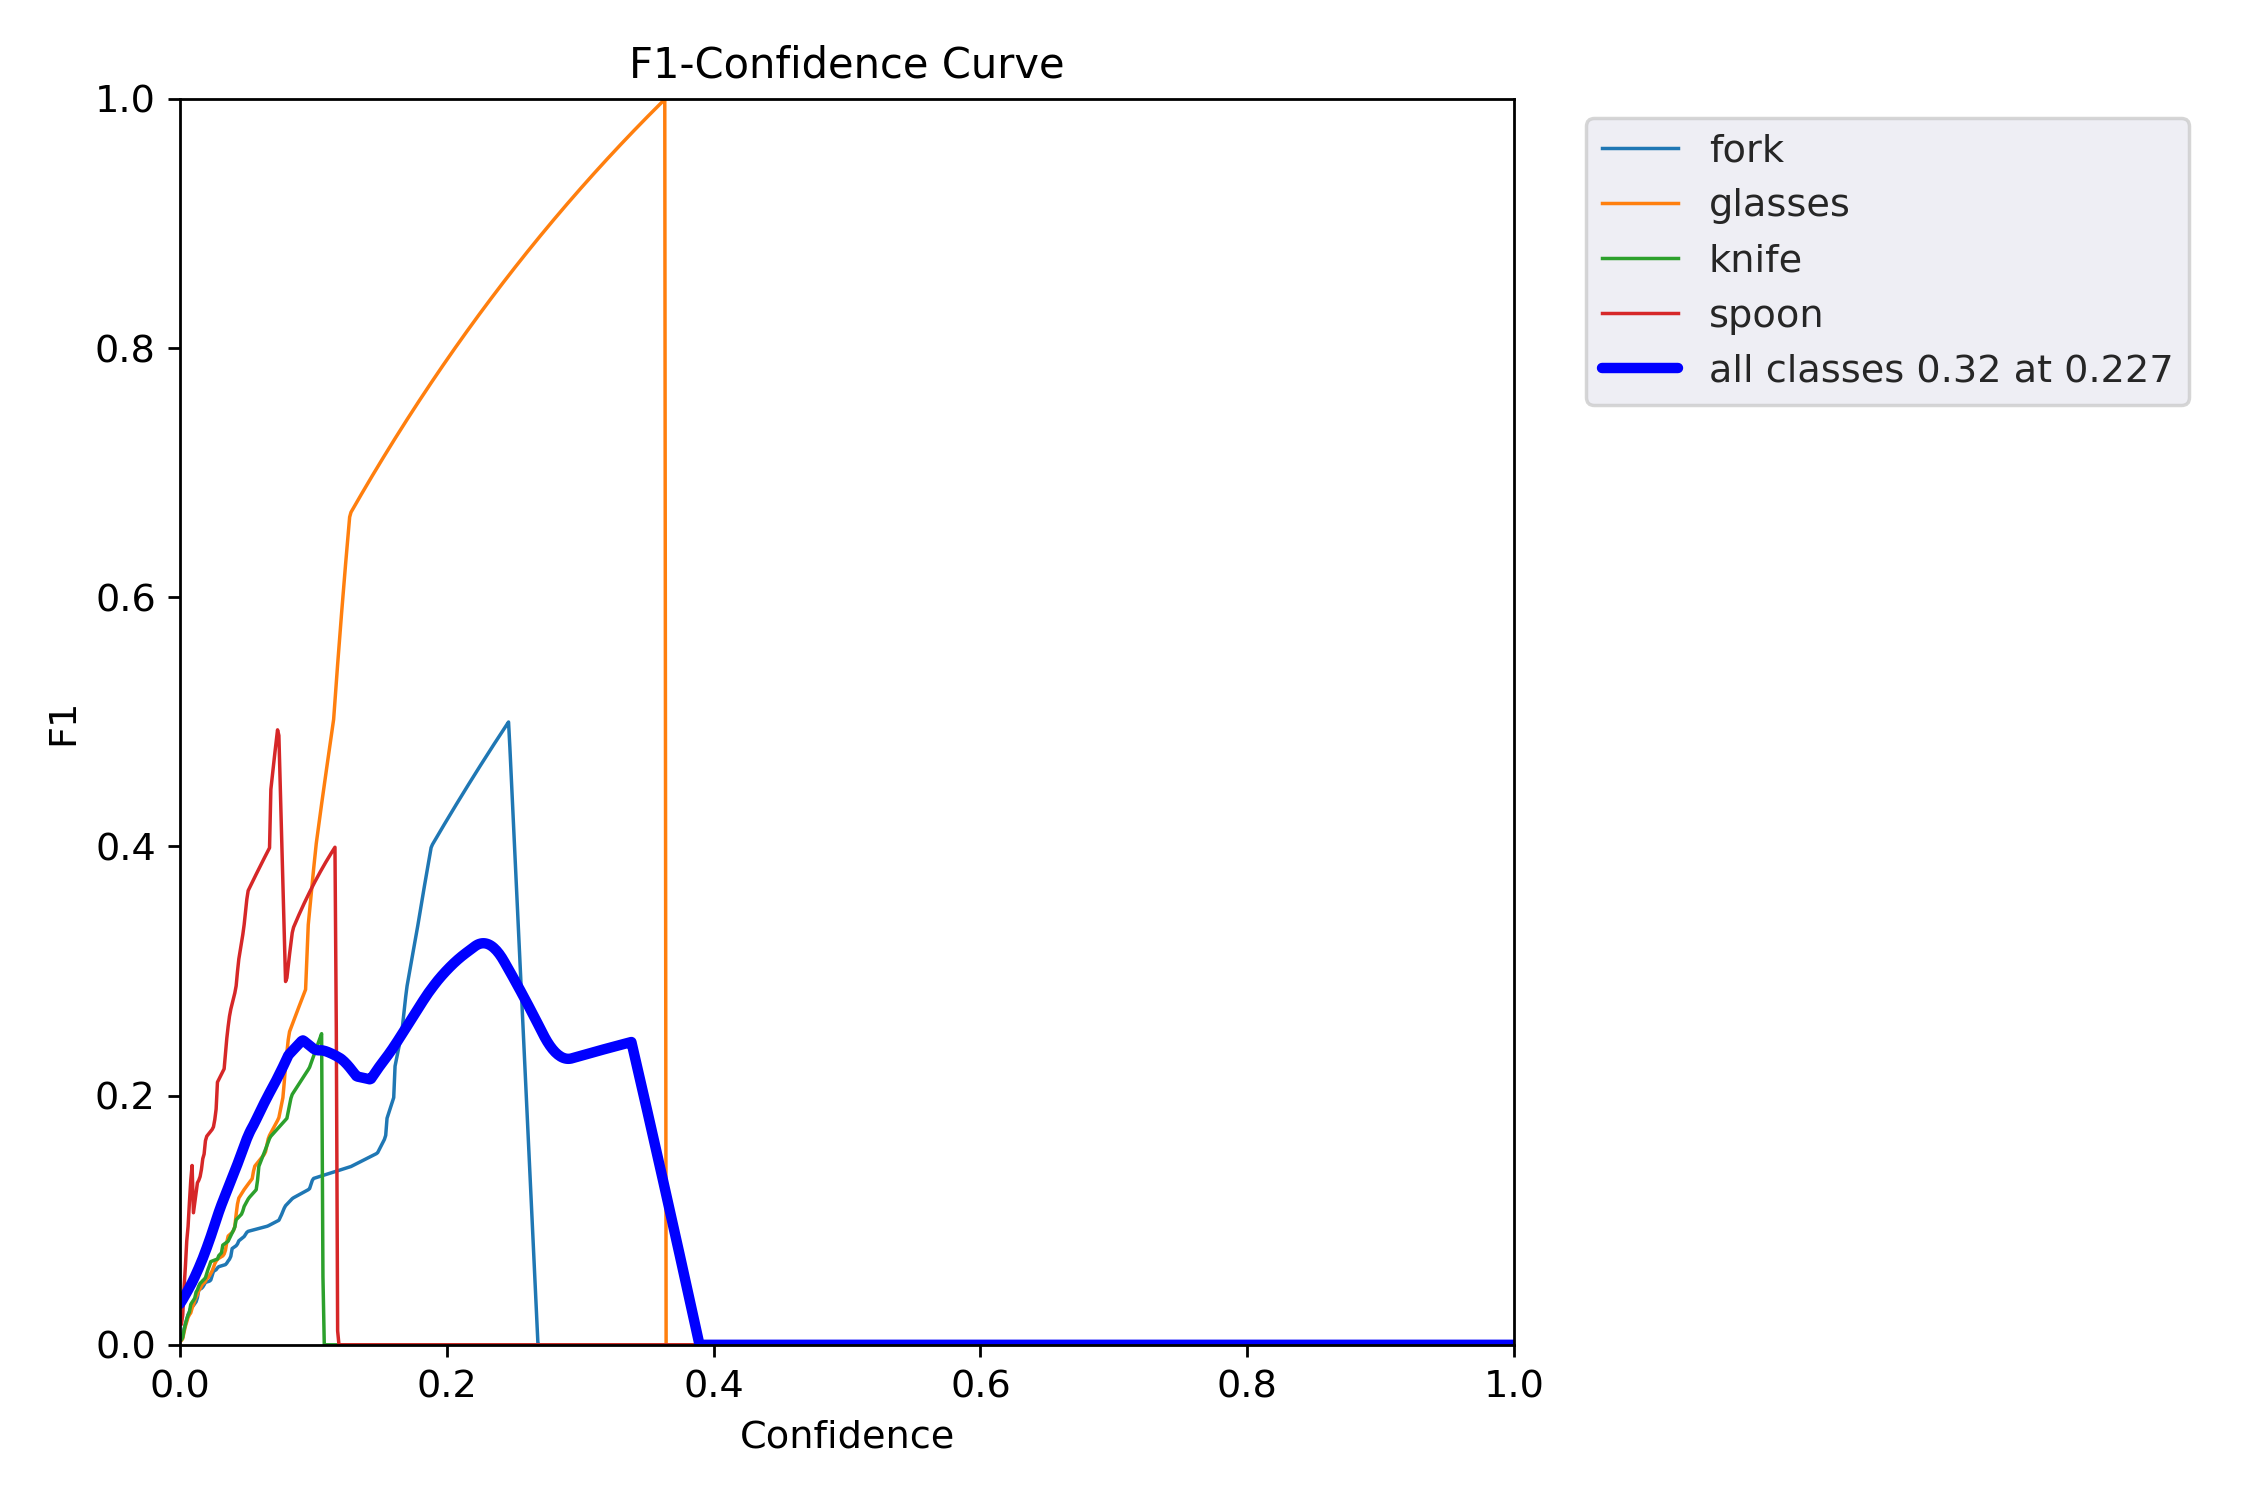 F1-Confidence Curve
1.0
0.8
0.6
0.4
0.2
0.0
F1
0.0 0.2 0.4 0.6 0.8 1.0
Confidence
fork
glasses
knife
spoon
all classes 0.32 at 0.227